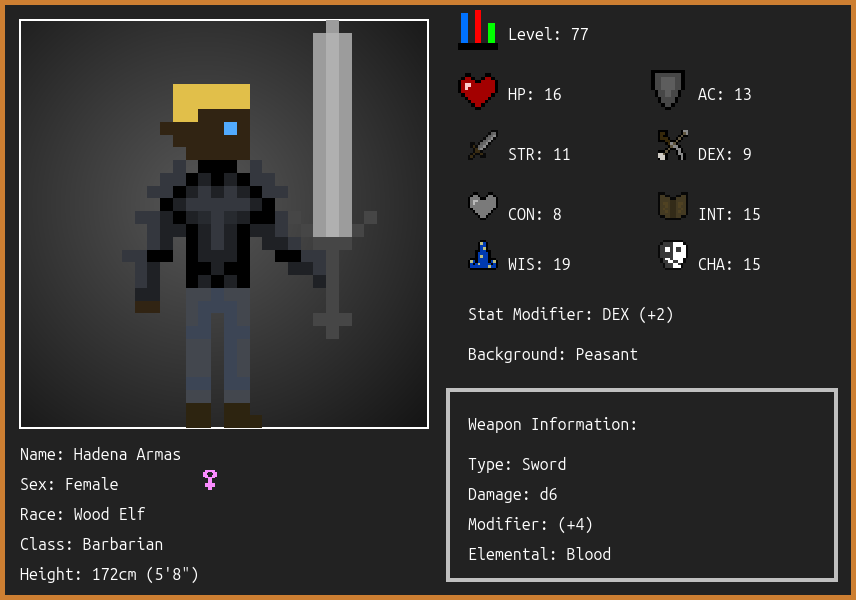 Level: 77
HP: 16
AC: 13
STR: 11
DEX: 9
CON: 8
INT: 15
WIS: 19
CHA: 15
Stat Modifier: DEX (+2)
Background: Peasant
Weapon Information:
Type: Sword
Damage: d6
Modifier: (+4)
Elemental: Blood
Name: Hadena Armas
Sex: Female
Race: Wood Elf
Class: Barbarian
Height: 172cm (5'8")